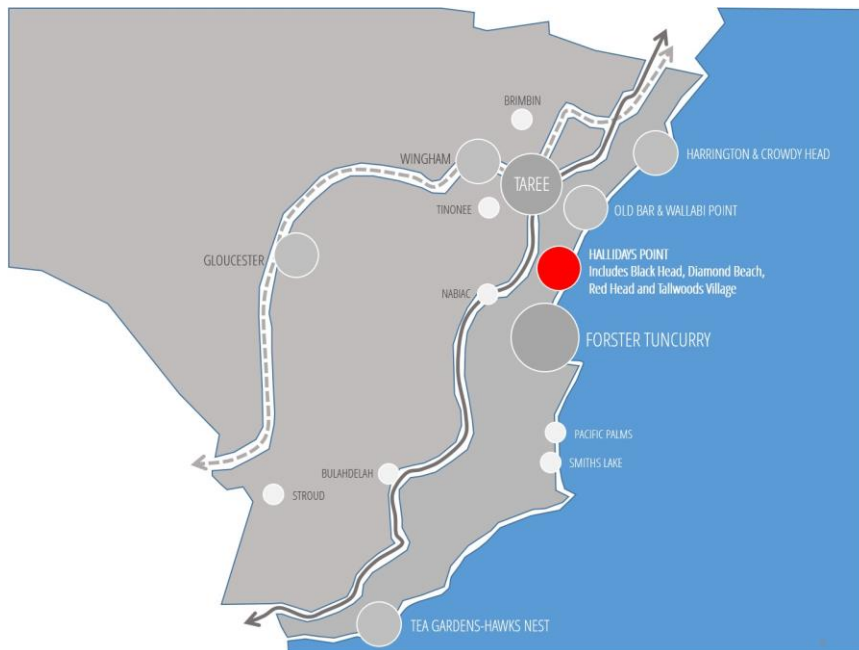 BRIMBIN
WINGHAM
HARRINGTON & CROWDY HEAD
TAREE
TINONEE
OLD BAR & WALLABI POINT
GLOUCESTER
HALLIDAYS POINT
Includes Black Head, Diamond Beach,
Red Head and Tallwoods Village
NABIAC
FORSTER TUNCURRY
PACIFIC PALMS
SMITHS LAKE
BULAHDELAH
STROUD
TEA GARDENS-HAWKS NEST